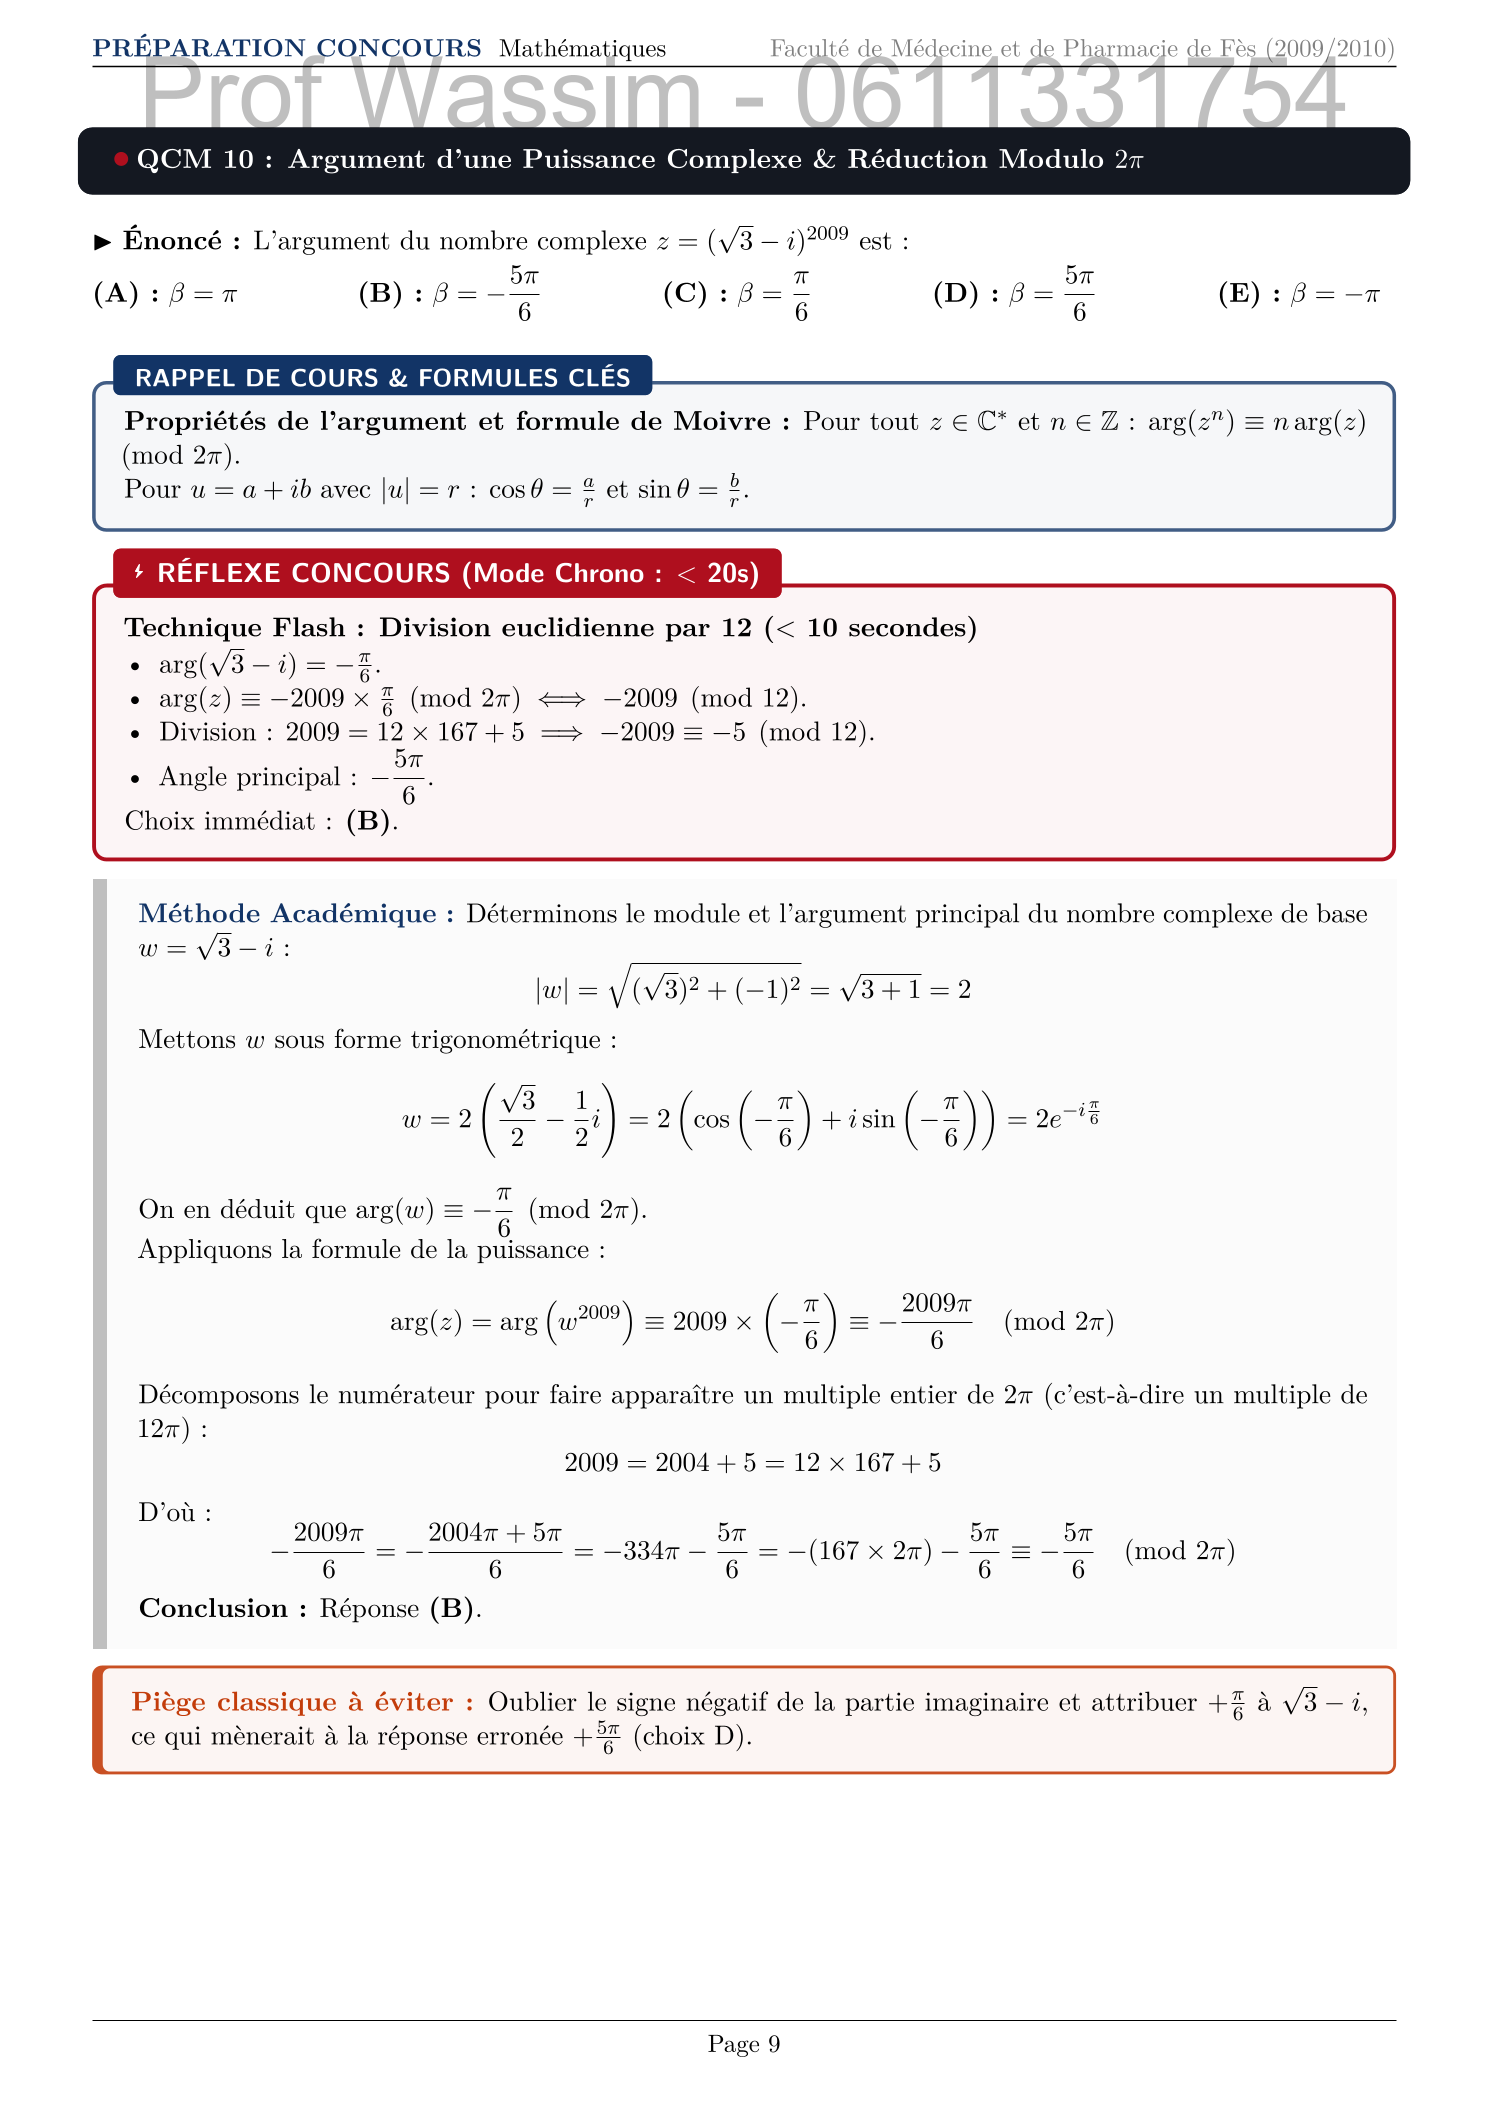 PRÉPARATION CONCOURS Mathématiques Faculté de Médecine et de Pharmacie de Fès (2009/2010)
Prof Wassim - 0611331754
• QCM 10 : Argument d'une Puissance Complexe & Réduction Modulo 2π
▶ Énoncé : L'argument du nombre complexe z = (√3 − i)^2009 est :
(A) : β = π (B) : β = −5π/6 (C) : β = π/6 (D) : β = 5π/6 (E) : β = −π
RAPPEL DE COURS & FORMULES CLÉS
Propriétés de l'argument et formule de Moivre : Pour tout z ∈ ℂ* et n ∈ ℤ : arg(z^n) ≡ n arg(z)
(mod 2π).
Pour u = a + ib avec |u| = r : cos θ = a/r et sin θ = b/r.
⚡ RÉFLEXE CONCOURS (Mode Chrono : < 20s)
Technique Flash : Division euclidienne par 12 (< 10 secondes)
• arg(√3 − i) = −π/6.
• arg(z) ≡ −2009 × π/6 (mod 2π) ⟺ −2009 (mod 12).
• Division : 2009 = 12 × 167 + 5 ⟹ −2009 ≡ −5 (mod 12).
• Angle principal : −5π/6.
Choix immédiat : (B).
Méthode Académique : Déterminons le module et l'argument principal du nombre complexe de base
w = √3 − i :
|w| = √((√3)² + (−1)²) = √(3 + 1) = 2
Mettons w sous forme trigonométrique :
w = 2 (√3/2 − 1/2 i) = 2 (cos (−π/6) + i sin (−π/6)) = 2e^(−iπ/6)
On en déduit que arg(w) ≡ −π/6 (mod 2π).
Appliquons la formule de la puissance :
arg(z) = arg (w^2009) ≡ 2009 × (−π/6) ≡ −2009π/6 (mod 2π)
Décomposons le numérateur pour faire apparaître un multiple entier de 2π (c'est-à-dire un multiple de
12π) :
2009 = 2004 + 5 = 12 × 167 + 5
D'où :
−2009π/6 = −(2004π + 5π)/6 = −334π − 5π/6 = −(167 × 2π) − 5π/6 ≡ −5π/6 (mod 2π)
Conclusion : Réponse (B).
Piège classique à éviter : Oublier le signe négatif de la partie imaginaire et attribuer +π/6 à √3 − i,
ce qui mènerait à la réponse erronée +5π/6 (choix D).
Page 9